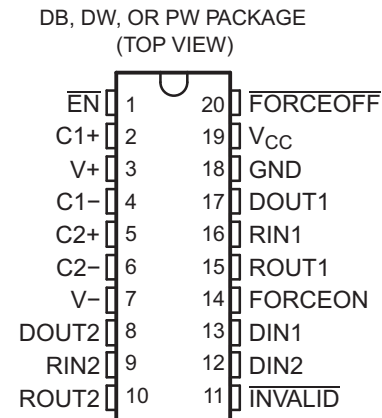 DB, DW, OR PW PACKAGE
(TOP VIEW)
EN 1 20 FORCEOFF
C1+ 2 19 VCC
V+ 3 18 GND
C1− 4 17 DOUT1
C2+ 5 16 RIN1
C2− 6 15 ROUT1
V− 7 14 FORCEON
DOUT2 8 13 DIN1
RIN2 9 12 DIN2
ROUT2 10 11 INVALID